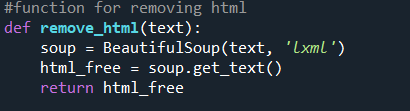 #function for removing html
def remove_html(text):
    soup = BeautifulSoup(text, 'lxml')
    html_free = soup.get_text()
    return html_free